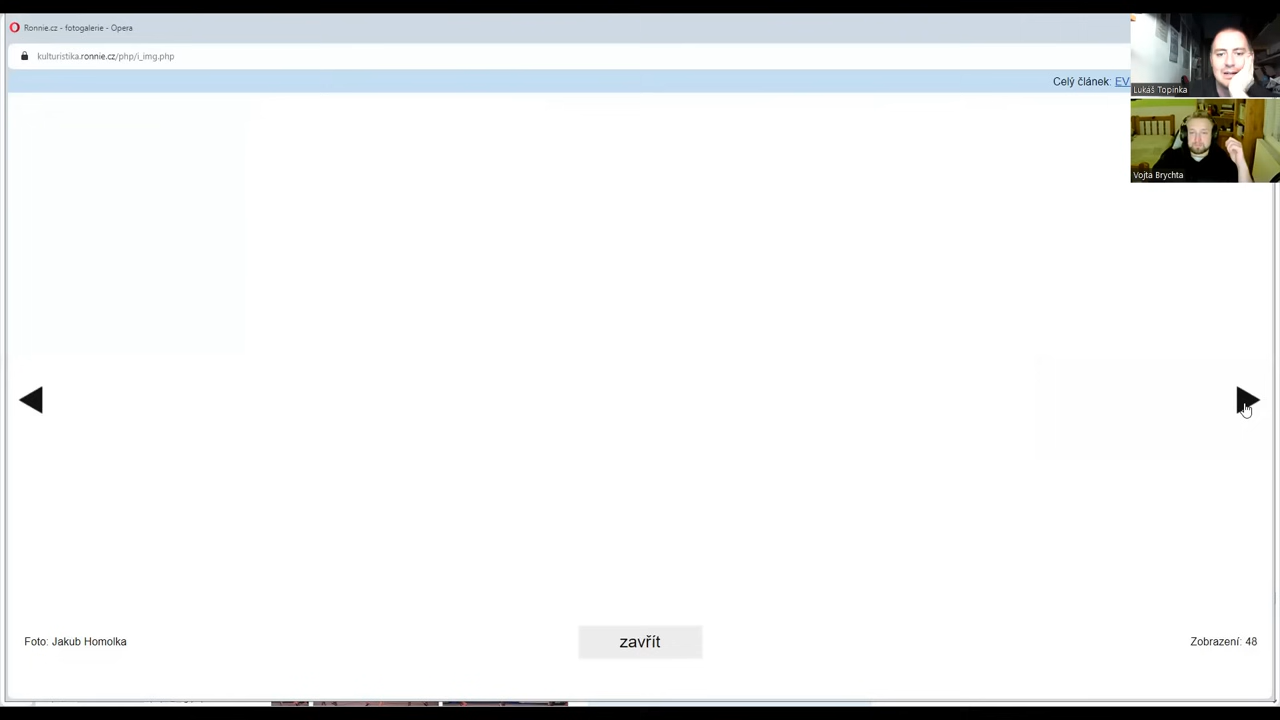 Ronnie.cz - fotogalerie - Opera
kulturistika.ronnie.cz/php/i_img.php
Celý článek: EV
Lukáš Topinka
Vojta Brychta
Foto: Jakub Homolka
zavřít
Zobrazení: 48